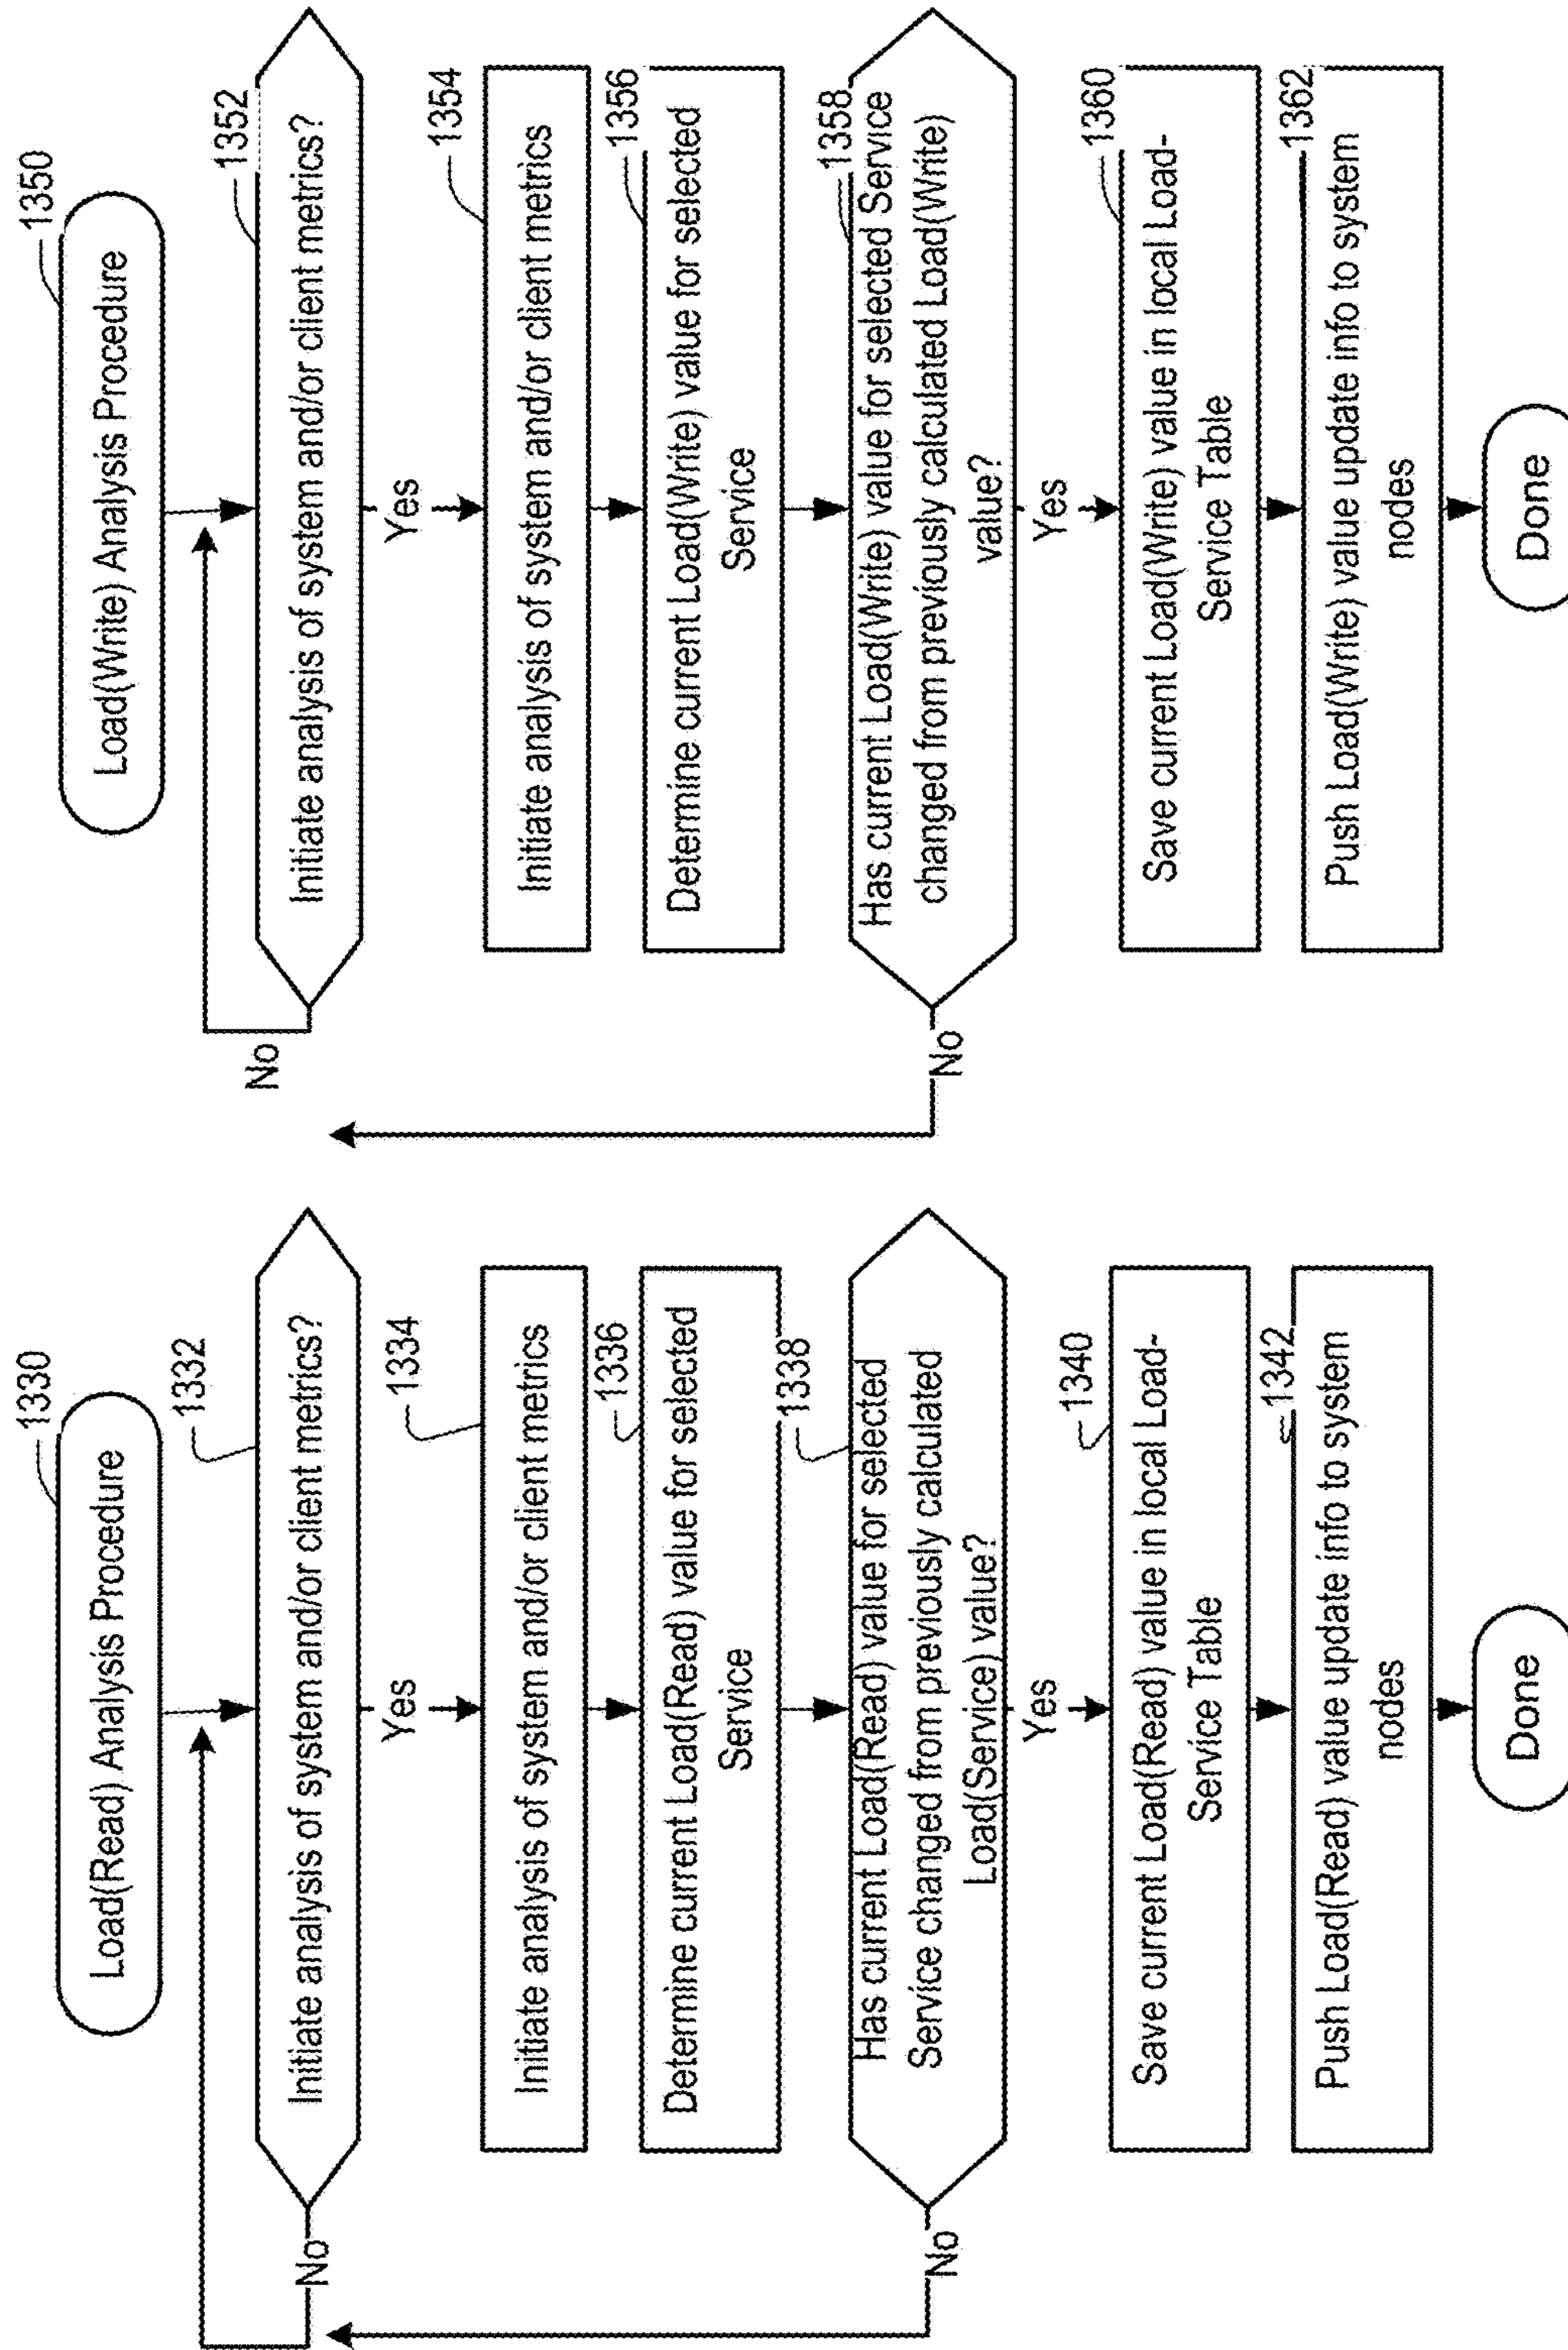 1330
Load(Read) Analysis Procedure
1332
Initiate analysis of system and/or client metrics?
No
Yes
1334
Initiate analysis of system and/or client metrics
1336
Determine current Load(Read) value for selected
Service
1338
Has current Load(Read) value for selected
Service changed from previously calculated
Load(Service) value?
No
Yes
1340
Save current Load(Read) value in local Load-
Service Table
1342
Push Load(Read) value update info to system
nodes
Done
1350
Load(Write) Analysis Procedure
1352
Initiate analysis of system and/or client metrics?
No
Yes
1354
Initiate analysis of system and/or client metrics
1356
Determine current Load(Write) value for selected
Service
1358
Has current Load(Write) value for selected Service
changed from previously calculated Load(Write)
value?
No
Yes
1360
Save current Load(Write) value in local Load-
Service Table
1362
Push Load(Write) value update info to system
nodes
Done